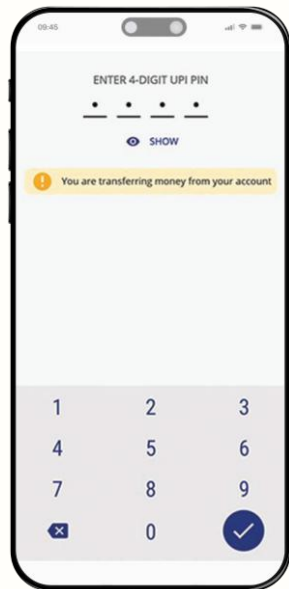 09:45
ENTER 4-DIGIT UPI PIN
SHOW
You are transferring money from your account
1 2 3
4 5 6
7 8 9
0